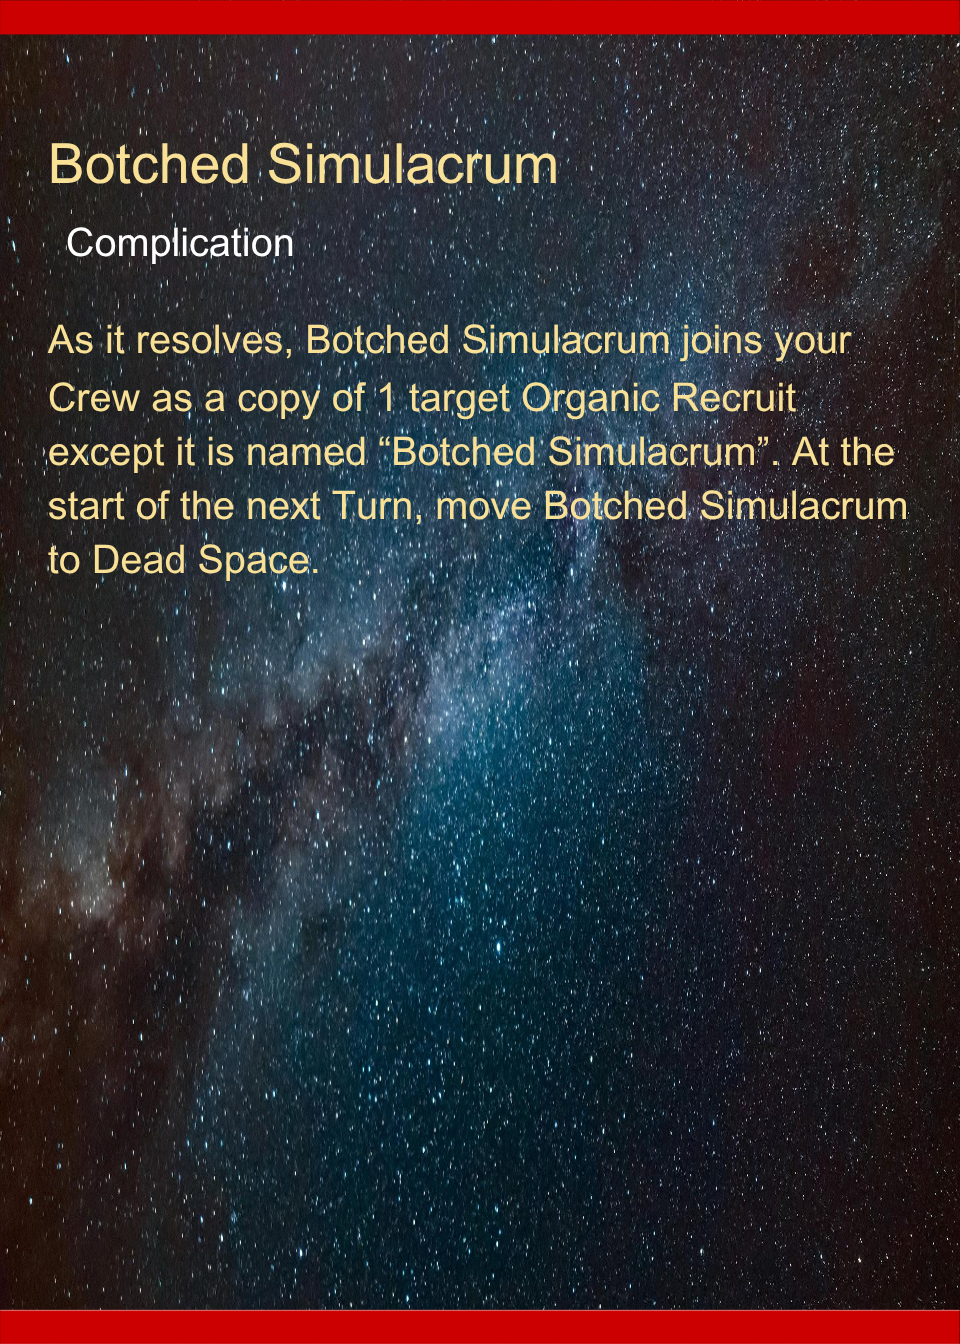 Botched Simulacrum
Complication
As it resolves, Botched Simulacrum joins your
Crew as a copy of 1 target Organic Recruit
except it is named “Botched Simulacrum”. At the
start of the next Turn, move Botched Simulacrum
to Dead Space.